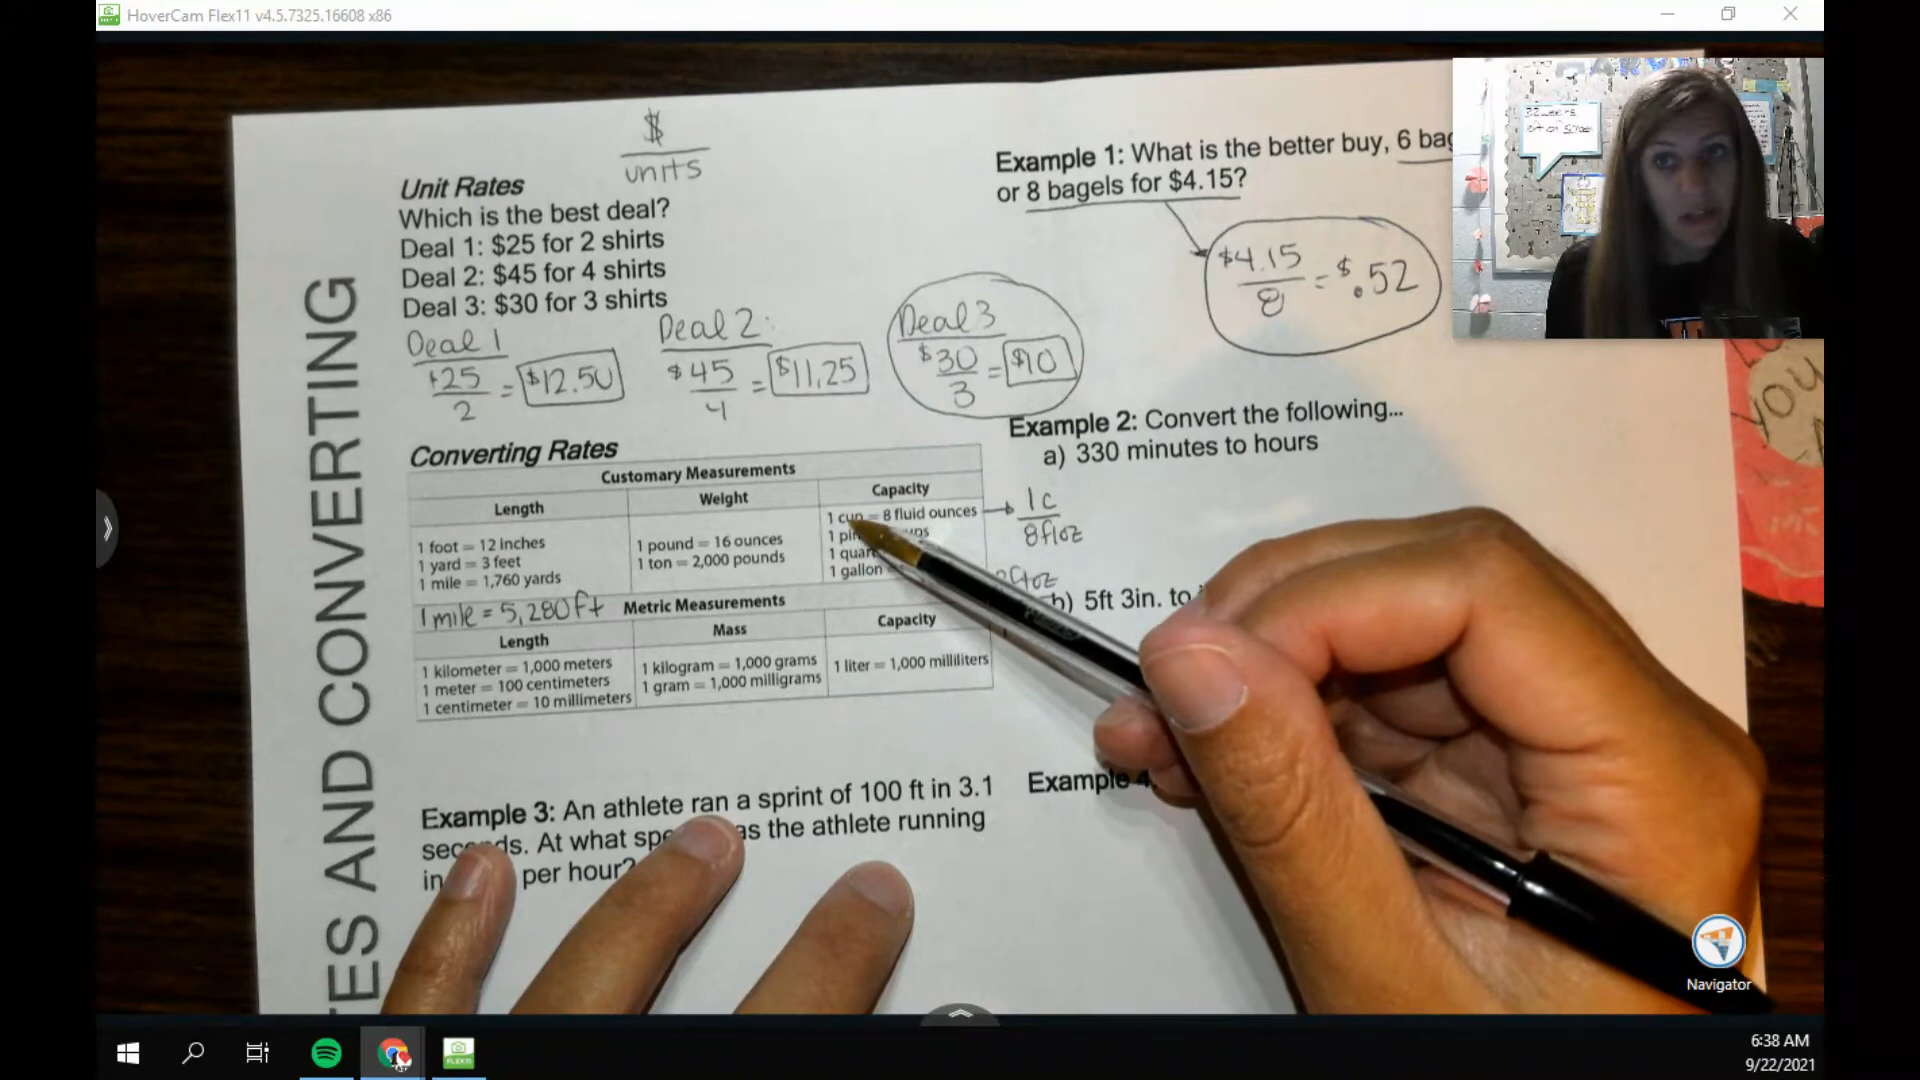 HoverCam Flex11 v4.5.7325.16608 x86
$
units
Unit Rates
Which is the best deal?
Deal 1: $25 for 2 shirts
Deal 2: $45 for 4 shirts
Deal 3: $30 for 3 shirts
Deal 1
$25
2
= $12.50
Deal 2:
$45
4
= $11.25
Deal 3
$30
3
= $10
Example 1: What is the better buy, 6
or 8 bagels for $4.15?
$4.15
8
= $.52
Converting Rates
Customary Measurements
Length
Weight
Capacity
1 foot = 12 inches
1 yard = 3 feet
1 mile = 1,760 yards
1 pound = 16 ounces
1 ton = 2,000 pounds
1 cup = 8 fluid ounces
1
1
1 gallon =
1c
8floz
1 mile = 5,280ft
Metric Measurements
Length
Mass
Capacity
1 kilometer = 1,000 meters
1 meter = 100 centimeters
1 centimeter = 10 millimeters
1 kilogram = 1,000 grams
1 gram = 1,000 milligrams
1 liter = 1,000 milliliters
Example 2: Convert the following...
a) 330 minutes to hours
b) 5ft 3in. to
Example 3: An athlete ran a sprint of 100 ft in 3.1
At what the athlete running
per hour?
Example 4
AND CONVERTING
Navigator
6:38 AM
9/22/2021